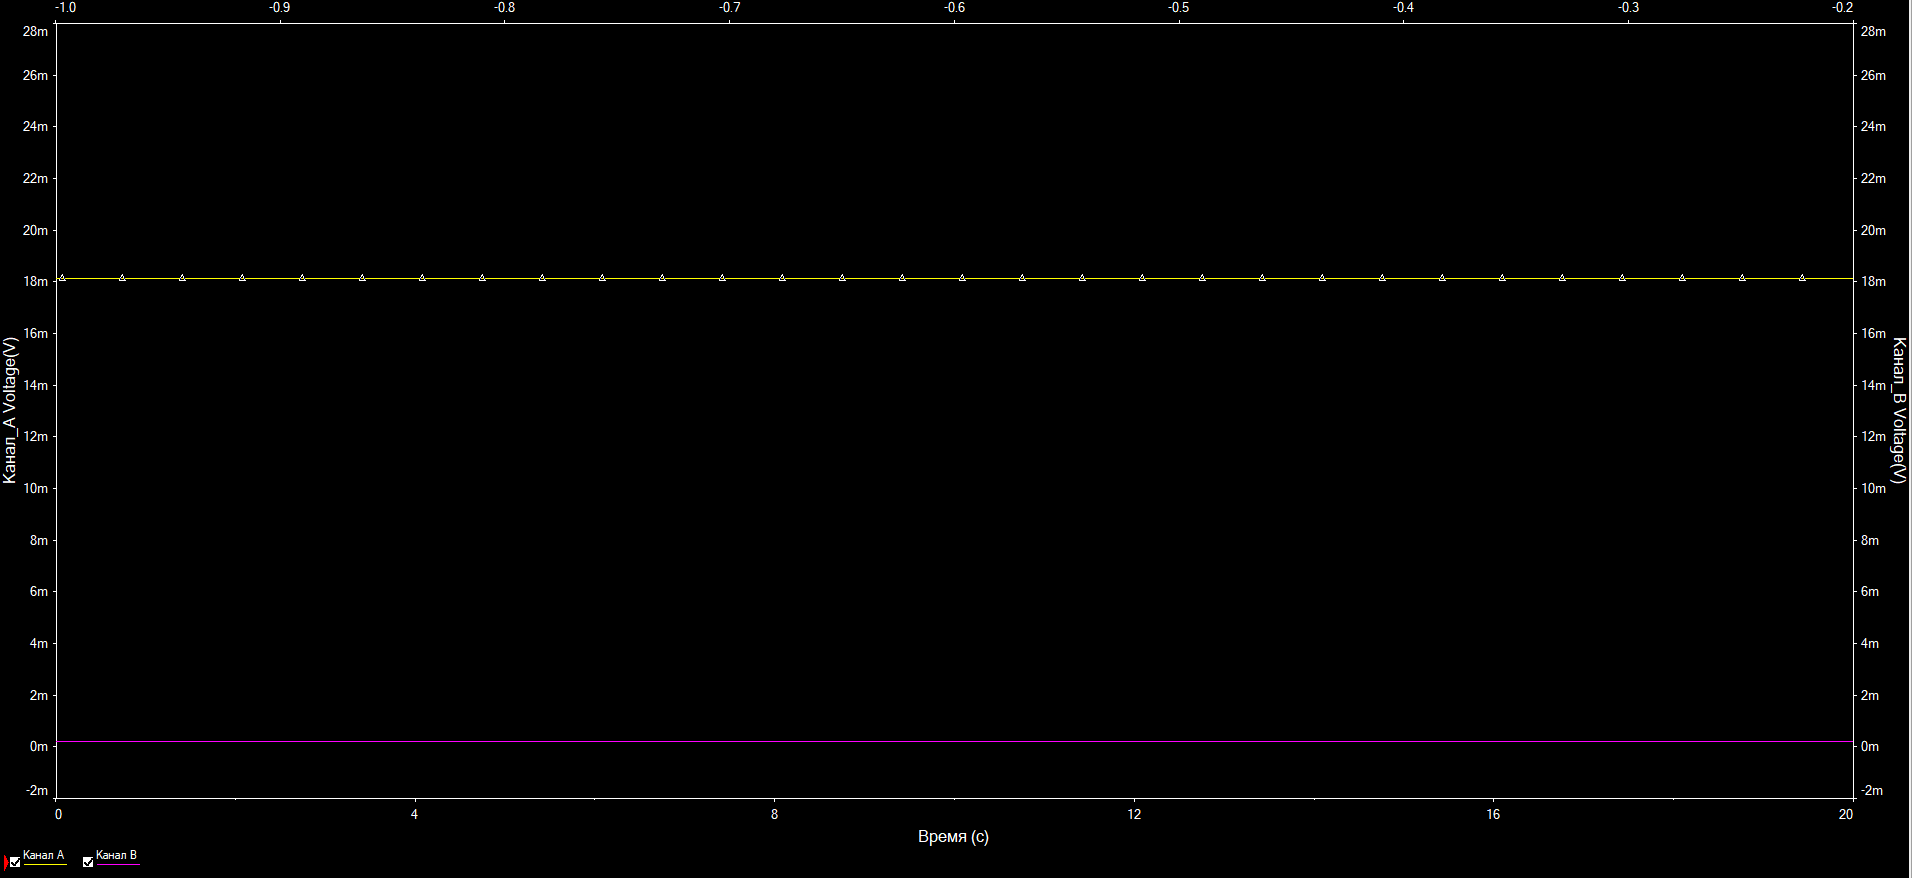 -1.0 -0.9 -0.8 -0.7 -0.6 -0.5 -0.4 -0.3 -0.2
28m 28m
26m 26m
24m 24m
22m 22m
20m 20m
18m 18m
16m 16m
14m 14m
12m 12m
10m 10m
8m 8m
6m 6m
4m 4m
2m 2m
0m 0m
-2m -2m
Канал_A Voltage(V)
Канал_B Voltage(V)
0 4 8 12 16 20
Время (с)
Канал A Канал B